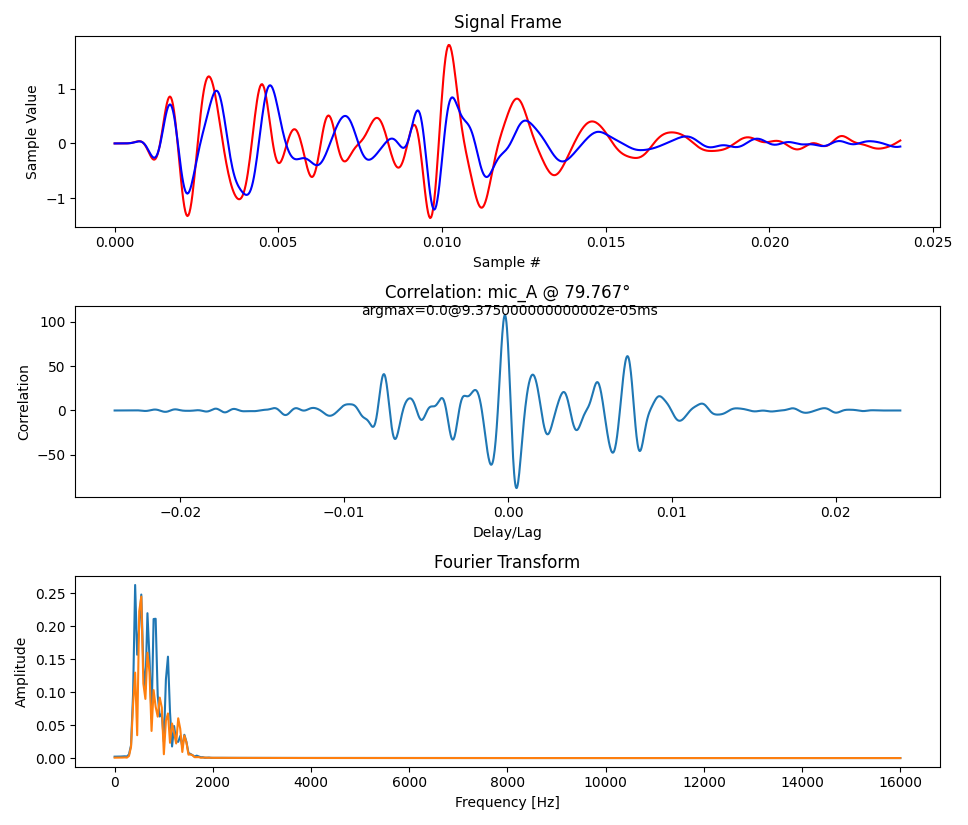 Signal Frame
Sample Value
1
0
−1
0.000 0.005 0.010 0.015 0.020 0.025
Sample #
Correlation: mic_A @ 79.767°
argmax=0.0@9.375000000000002e-05ms
Correlation
100
50
0
−50
−0.02 −0.01 0.00 0.01 0.02
Delay/Lag
Fourier Transform
Amplitude
0.25
0.20
0.15
0.10
0.05
0.00
0 2000 4000 6000 8000 10000 12000 14000 16000
Frequency [Hz]